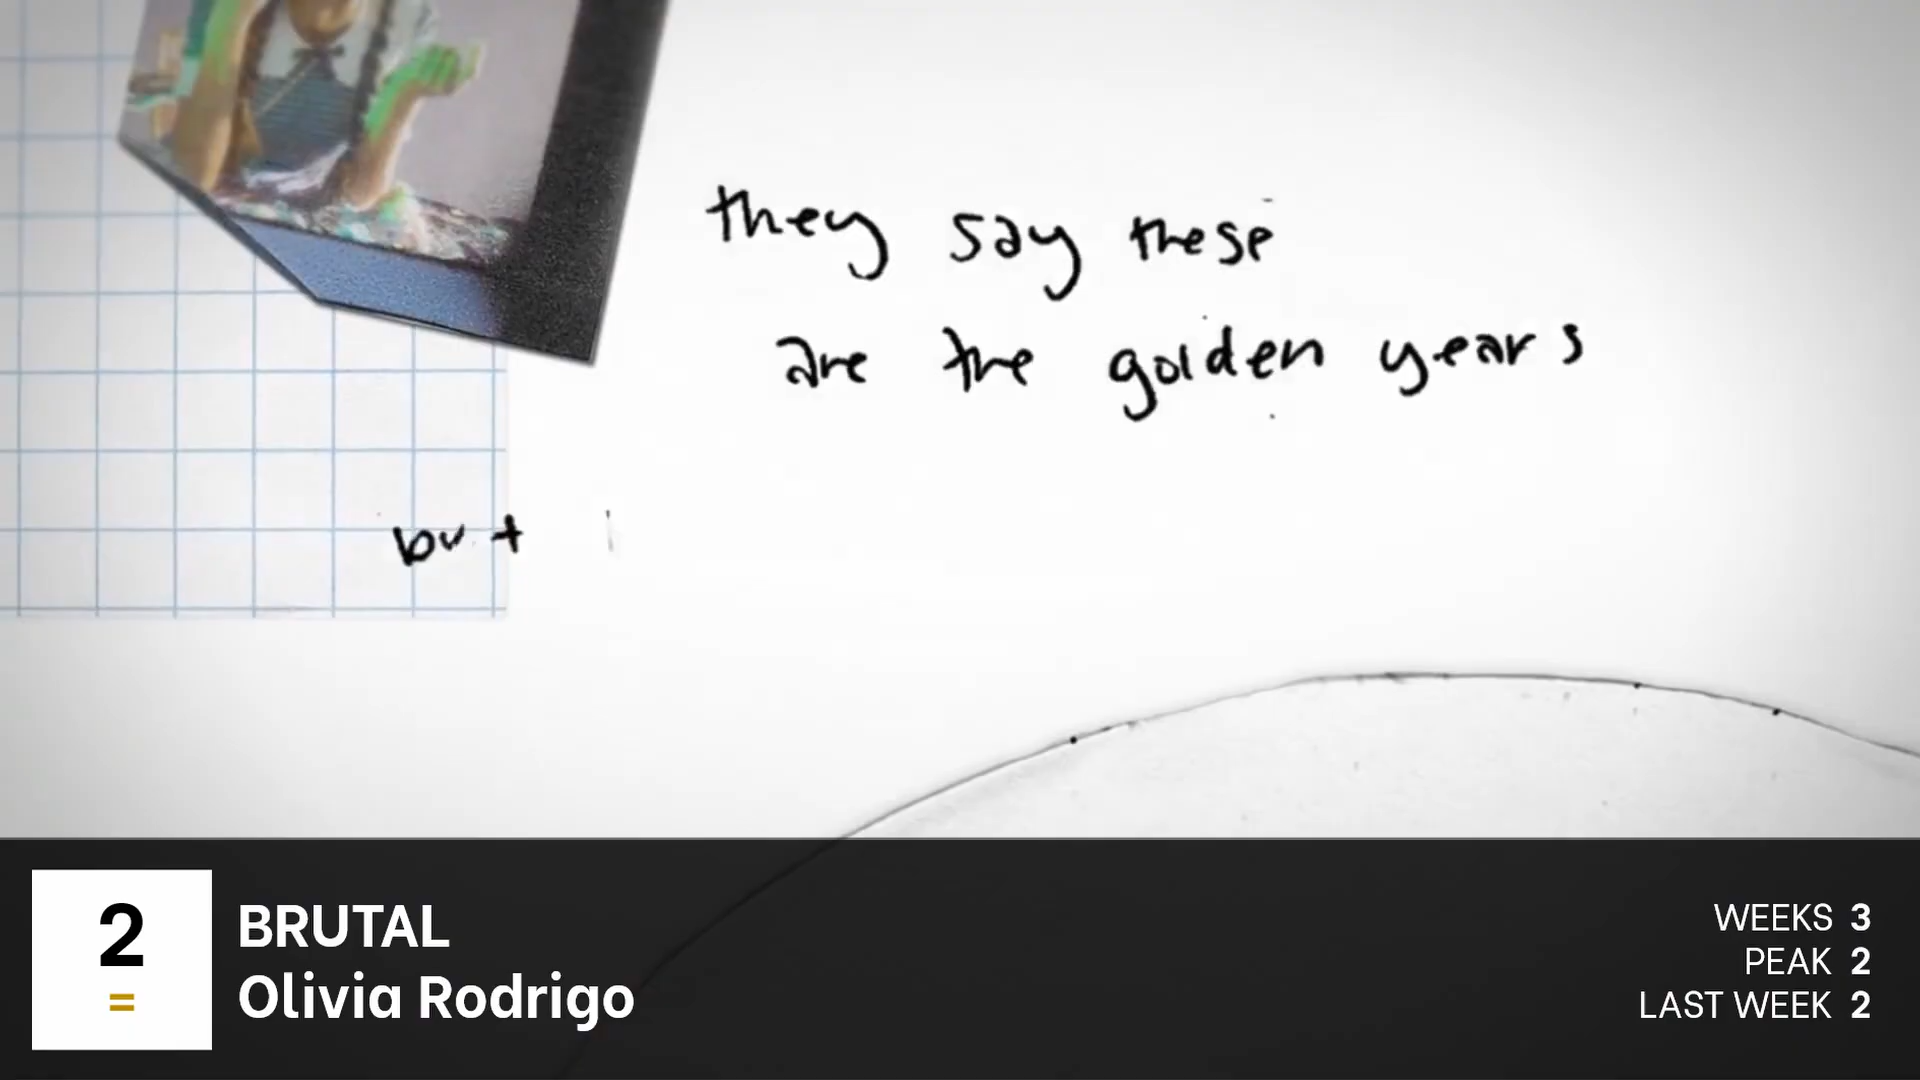 they say these
are the golden years
but
2
=
BRUTAL
Olivia Rodrigo
WEEKS 3
PEAK 2
LAST WEEK 2